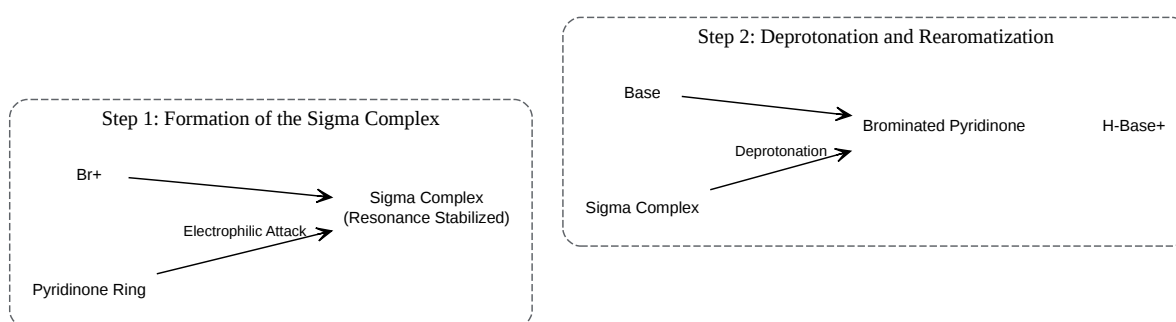 Step 1: Formation of the Sigma Complex
Br+
Sigma Complex
(Resonance Stabilized)
Electrophilic Attack
Pyridinone Ring
Step 2: Deprotonation and Rearomatization
Base
Brominated Pyridinone
H-Base+
Deprotonation
Sigma Complex